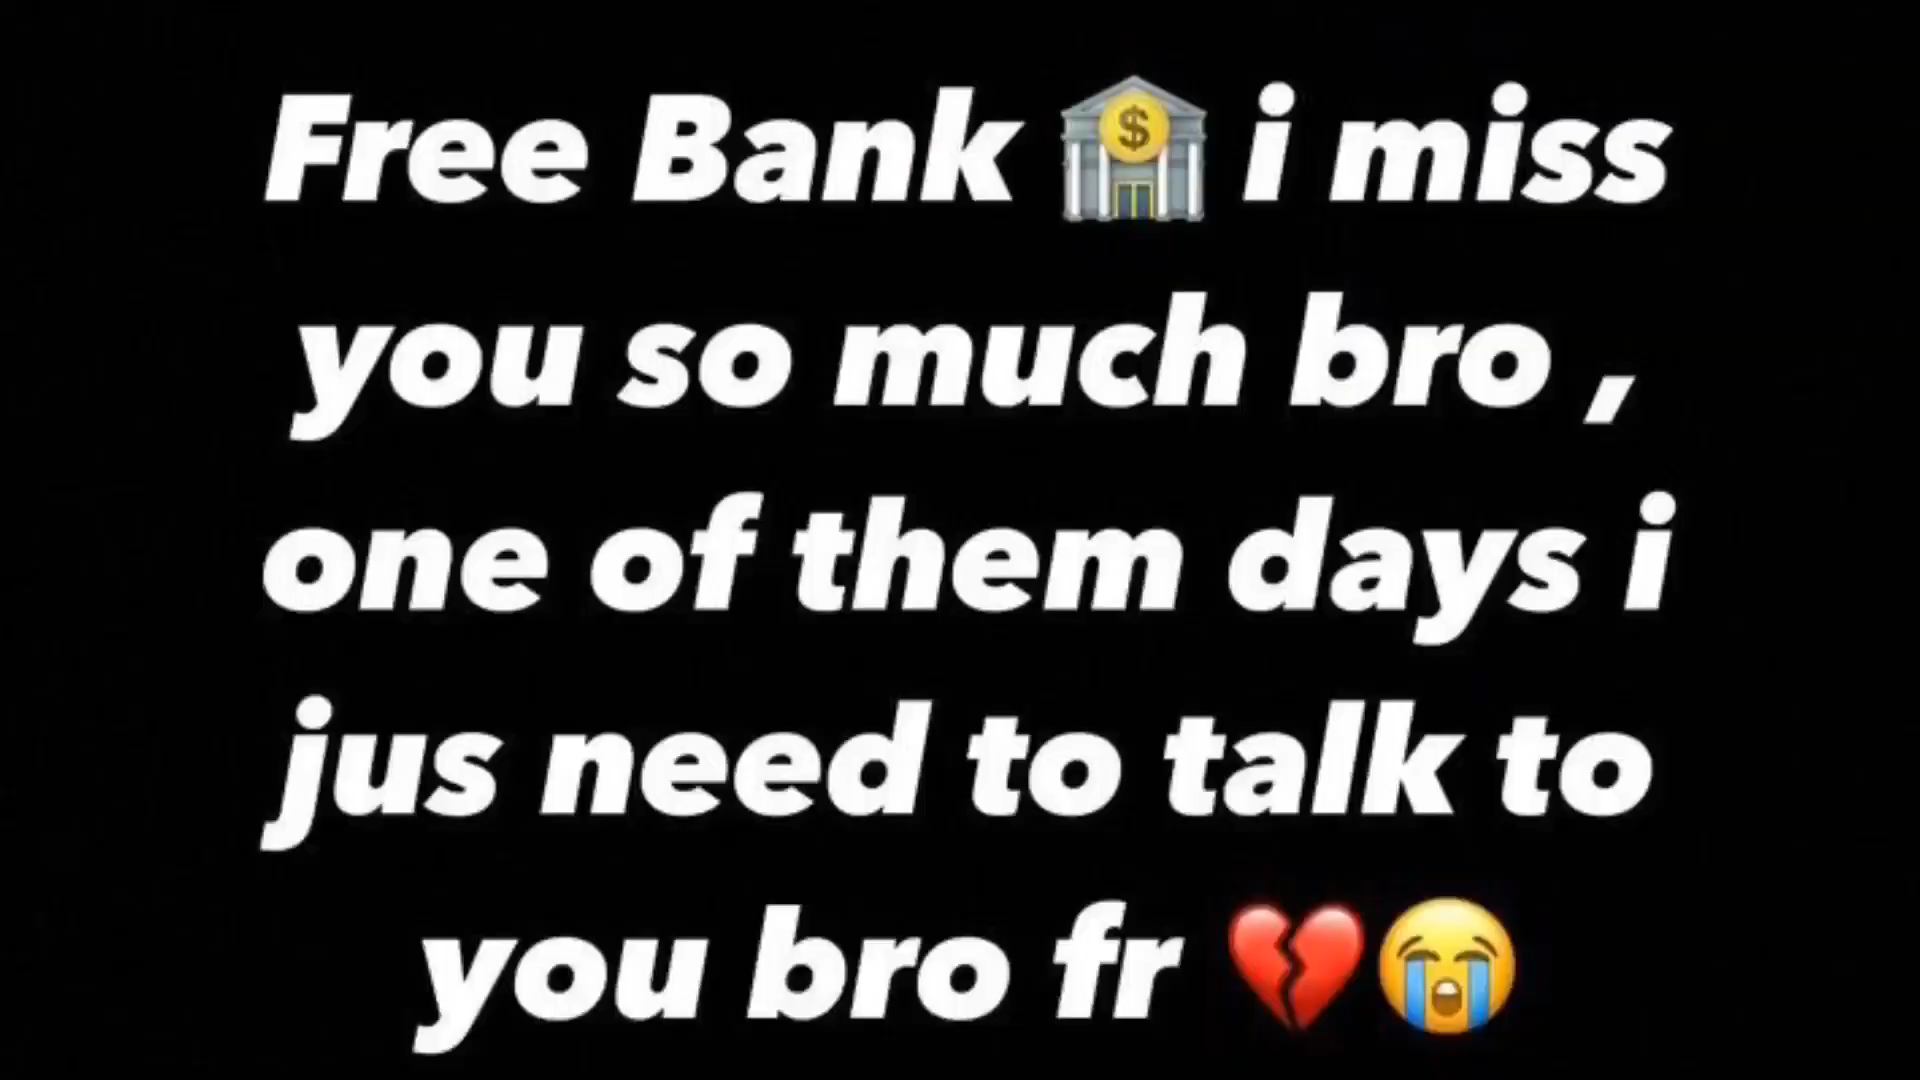 Free Bank 🏦 i miss
you so much bro ,
one of them days i
jus need to talk to
you bro fr 💔😭